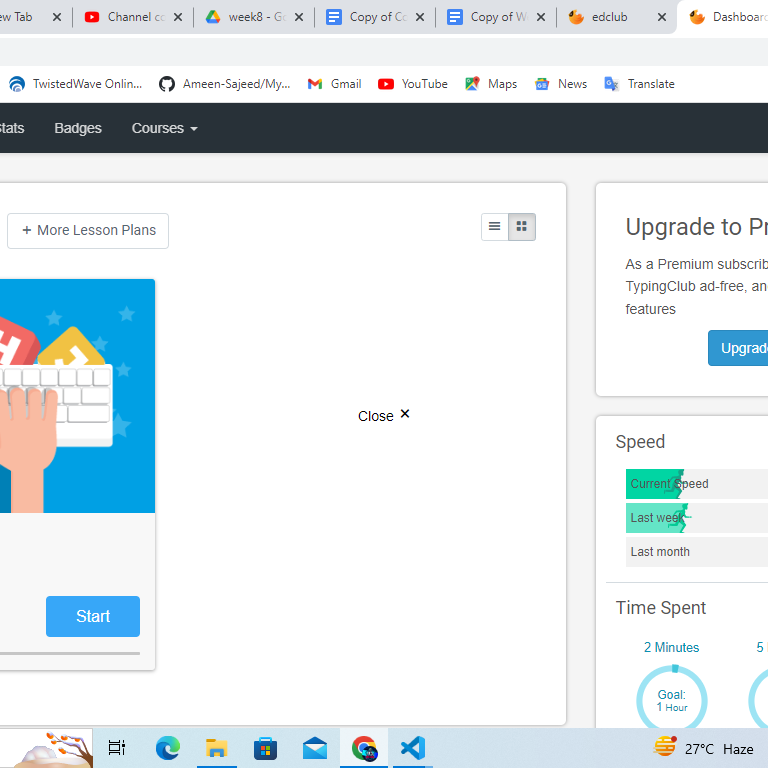 ew Tab
Channel cc
week8 - Go
Copy of Co
Copy of W
edclub
Dashboard
TwistedWave Onlin...
Ameen-Sajeed/My...
Gmail
YouTube
Maps
News
Translate
tats
Badges
Courses
+ More Lesson Plans
Start
Close ×
Upgrade to Pr
As a Premium subscrib
TypingClub ad-free, an
features
Upgrad
Speed
Current Speed
Last week
Last month
Time Spent
2 Minutes
5
Goal:
1 Hour
27°C Haze